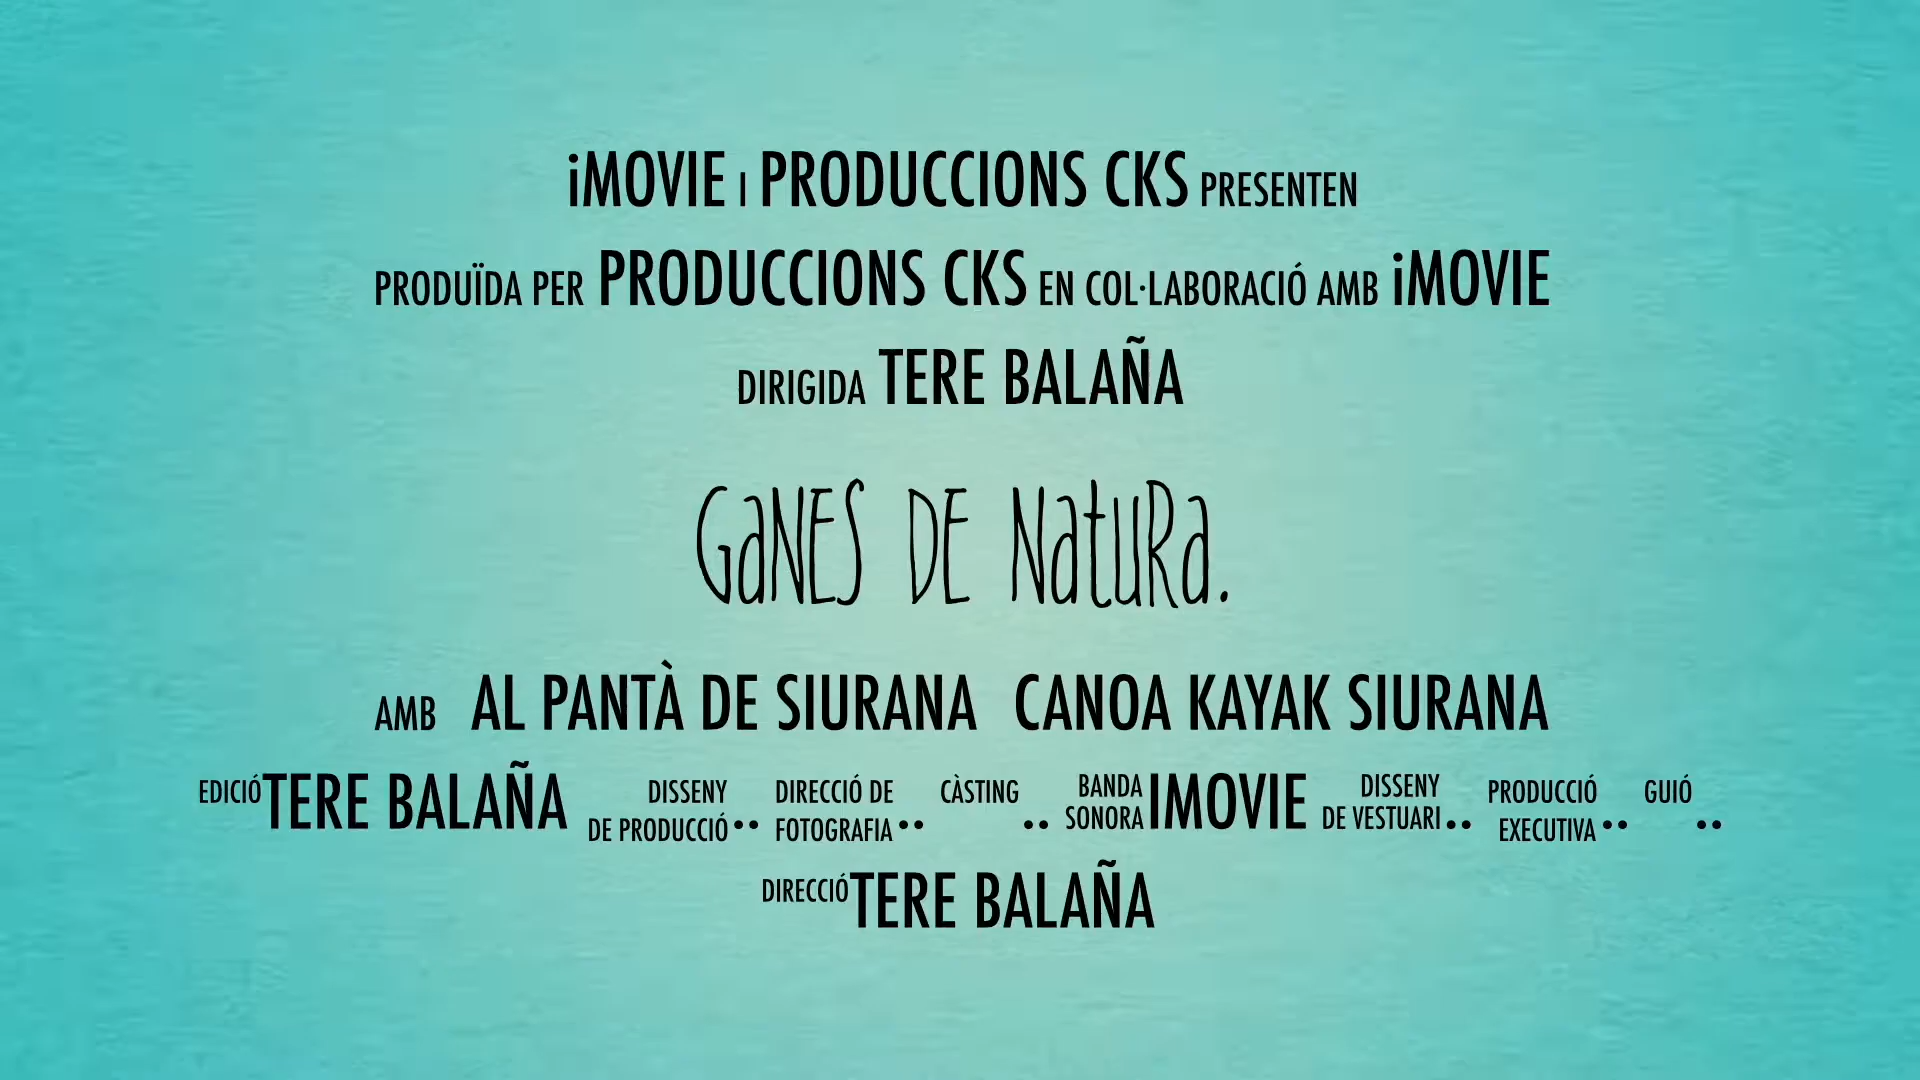 iMOVIE I PRODUCCIONS CKS PRESENTEN
PRODUÏDA PER PRODUCCIONS CKS EN COL·LABORACIÓ AMB iMOVIE
DIRIGIDA TERE BALAÑA
GaNES DE NatuRa.
AMB AL PANTÀ DE SIURANA CANOA KAYAK SIURANA
EDICIÓ TERE BALAÑA DISSENY DE PRODUCCIÓ .. DIRECCIÓ DE FOTOGRAFIA .. CÀSTING .. BANDA SONORA IMOVIE DISSENY DE VESTUARI .. PRODUCCIÓ EXECUTIVA .. GUIÓ ..
DIRECCIÓ TERE BALAÑA